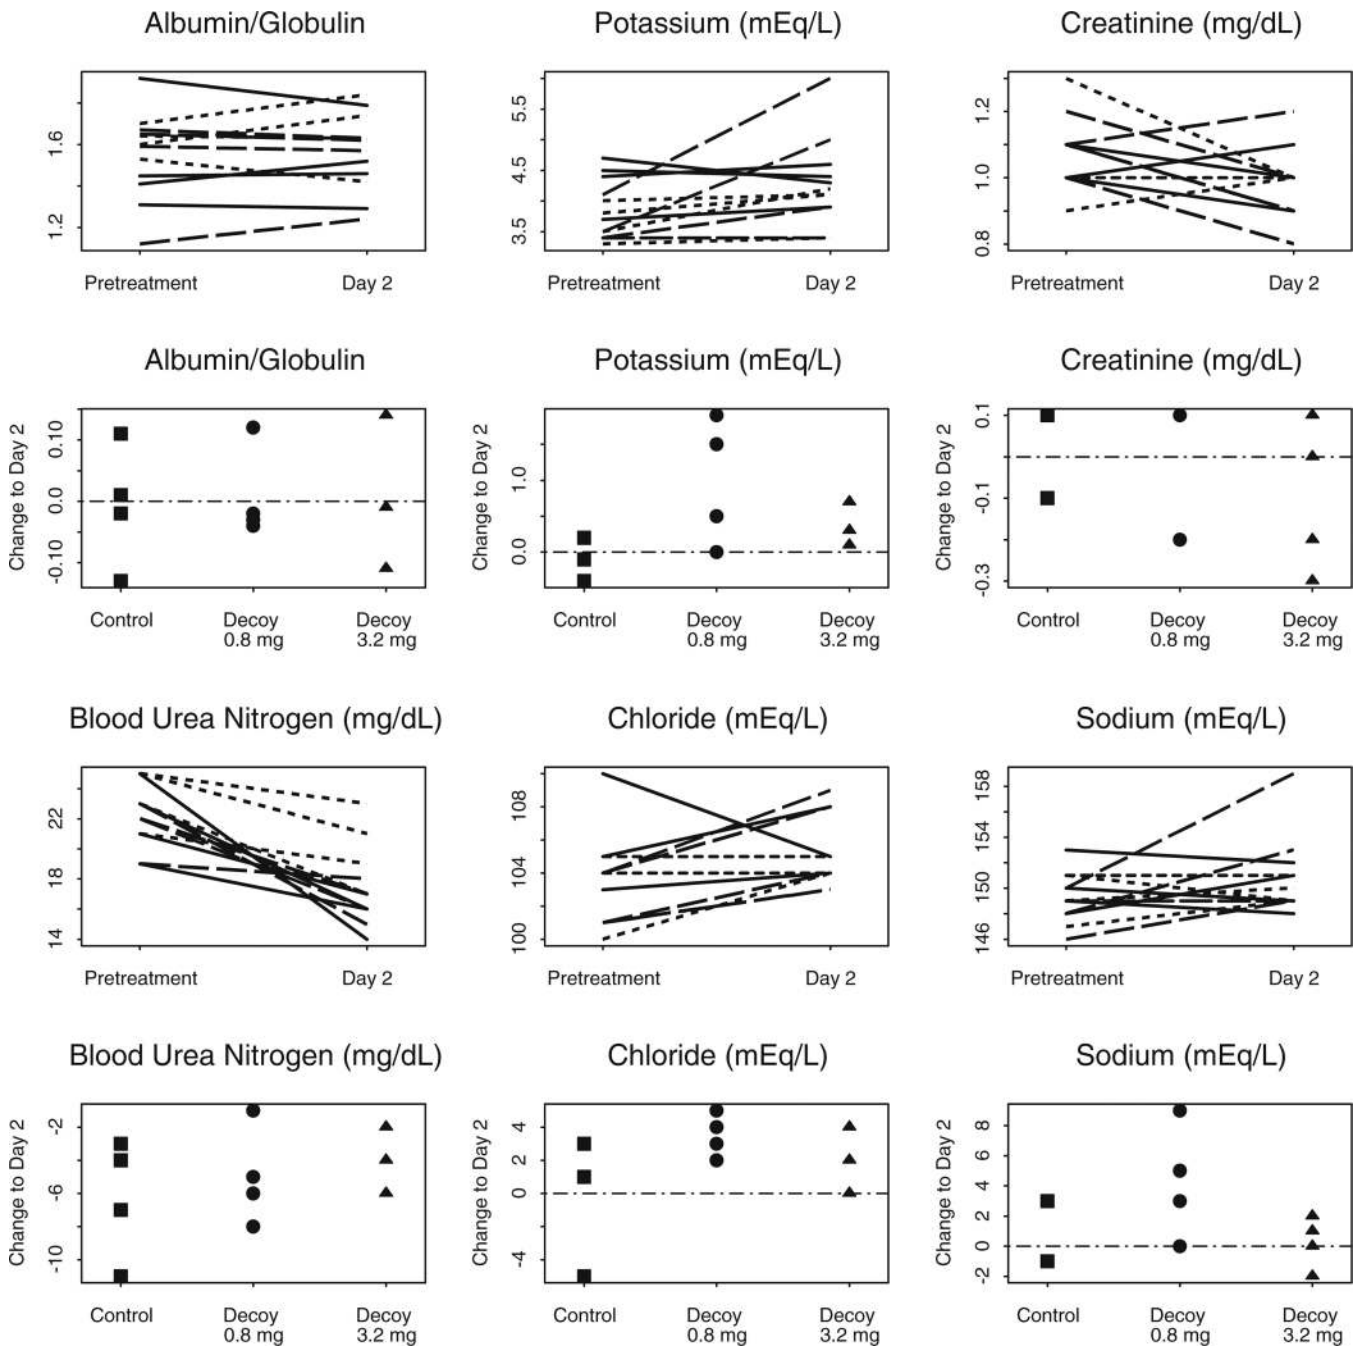 Albumin/Globulin Potassium (mEq/L) Creatinine (mg/dL)
1.2 1.6
3.5 4.5 5.5
0.8 1.0 1.2
Pretreatment Day 2 Pretreatment Day 2 Pretreatment Day 2
Albumin/Globulin Potassium (mEq/L) Creatinine (mg/dL)
Change to Day 2
-0.10 0.0 0.10
Change to Day 2
0.0 1.0
Change to Day 2
-0.3 -0.1 0.1
Control Decoy Decoy Control Decoy Decoy Control Decoy Decoy
0.8 mg 3.2 mg 0.8 mg 3.2 mg 0.8 mg 3.2 mg
Blood Urea Nitrogen (mg/dL) Chloride (mEq/L) Sodium (mEq/L)
14 18 22
100 104 108
146 150 154 158
Pretreatment Day 2 Pretreatment Day 2 Pretreatment Day 2
Blood Urea Nitrogen (mg/dL) Chloride (mEq/L) Sodium (mEq/L)
Change to Day 2
-10 -6 -2
Change to Day 2
-4 0 2 4
Change to Day 2
-2 0 2 4 6 8
Control Decoy Decoy Control Decoy Decoy Control Decoy Decoy
0.8 mg 3.2 mg 0.8 mg 3.2 mg 0.8 mg 3.2 mg